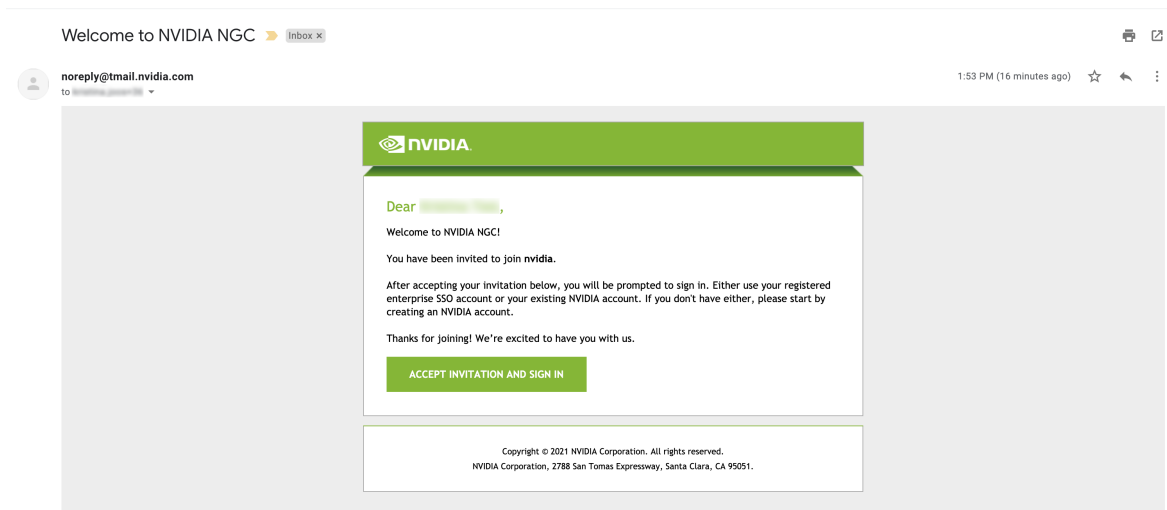 Welcome to NVIDIA NGC
Inbox ×
noreply@tmail.nvidia.com
1:53 PM (16 minutes ago)
to
NVIDIA.
Dear ,
Welcome to NVIDIA NGC!
You have been invited to join nvidia.
After accepting your invitation below, you will be prompted to sign in. Either use your registered
enterprise SSO account or your existing NVIDIA account. If you don't have either, please start by
creating an NVIDIA account.
Thanks for joining! We're excited to have you with us.
ACCEPT INVITATION AND SIGN IN
Copyright © 2021 NVIDIA Corporation. All rights reserved.
NVIDIA Corporation, 2788 San Tomas Expressway, Santa Clara, CA 95051.